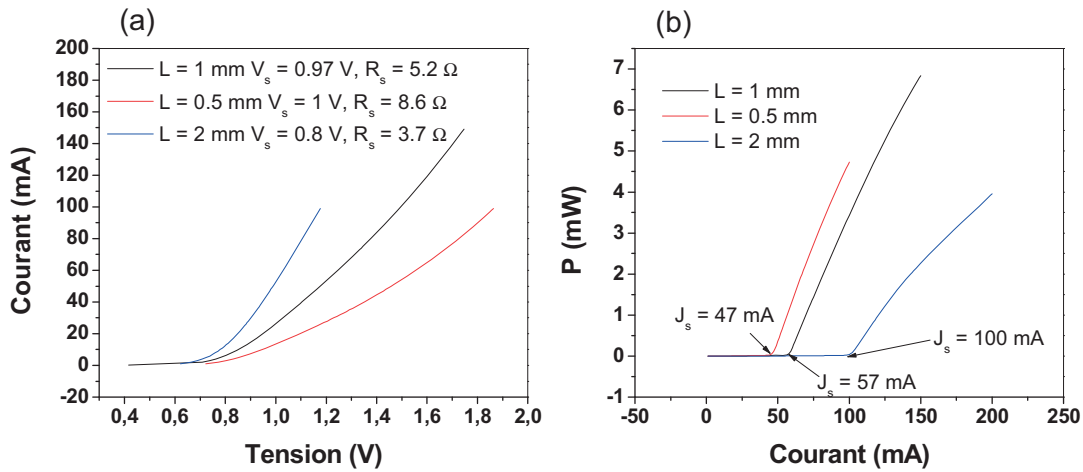 (a)
200
180
160
140
120
100
80
60
40
20
0
-20
Courant (mA)
L = 1 mm V_s = 0.97 V, R_s = 5.2 Ω
L = 0.5 mm V_s = 1 V, R_s = 8.6 Ω
L = 2 mm V_s = 0.8 V, R_s = 3.7 Ω
0,4 0,6 0,8 1,0 1,2 1,4 1,6 1,8 2,0
Tension (V)
(b)
7
6
5
4
3
2
1
0
-1
P (mW)
L = 1 mm
L = 0.5 mm
L = 2 mm
J_s = 47 mA
J_s = 100 mA
J_s = 57 mA
-50 0 50 100 150 200 250
Courant (mA)